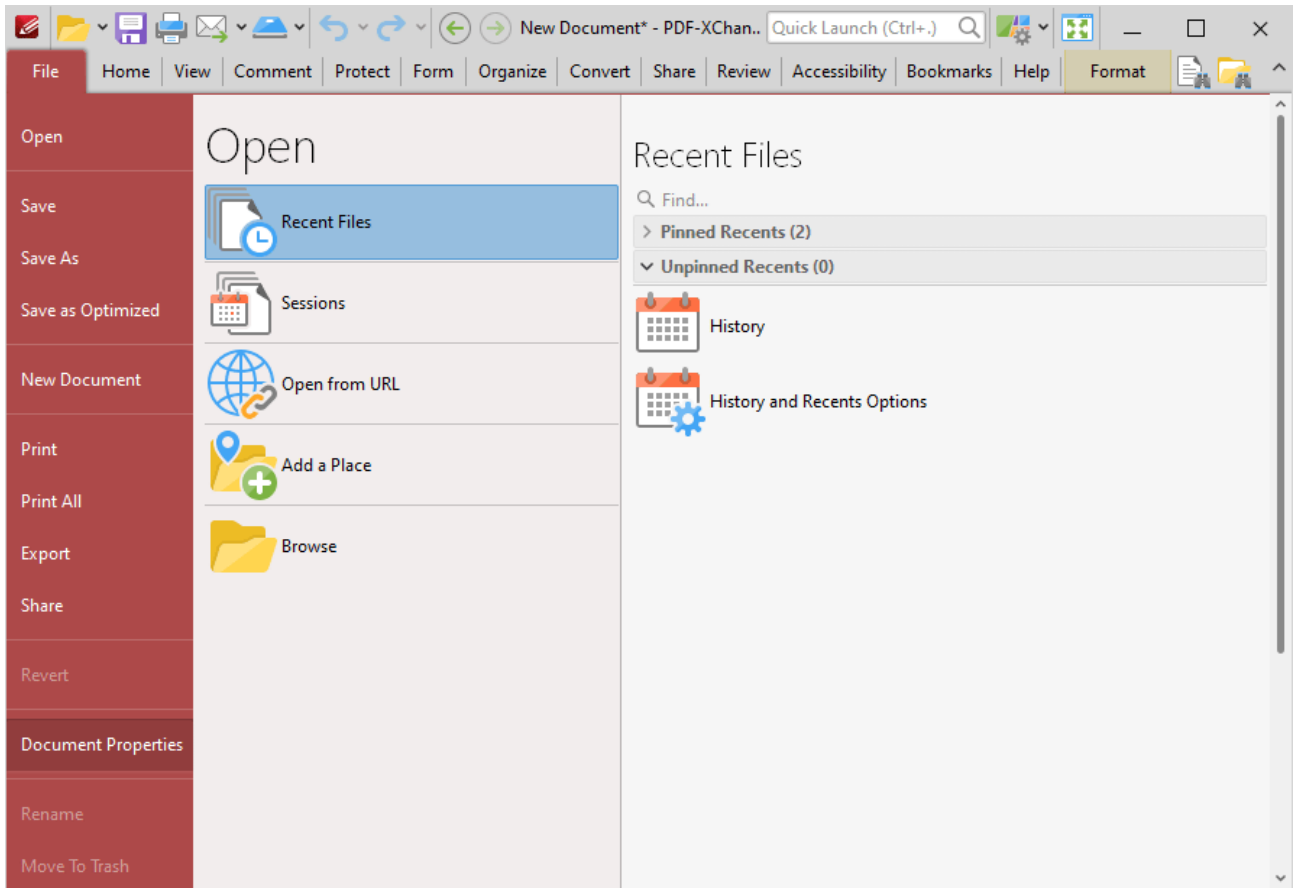 New Document* - PDF-XChan..
Quick Launch (Ctrl+.)
File
Home
View
Comment
Protect
Form
Organize
Convert
Share
Review
Accessibility
Bookmarks
Help
Format
Open
Save
Save As
Save as Optimized
New Document
Print
Print All
Export
Share
Revert
Document Properties
Rename
Move To Trash
Open
Recent Files
Sessions
Open from URL
Add a Place
Browse
Recent Files
Find...
Pinned Recents (2)
Unpinned Recents (0)
History
History and Recents Options